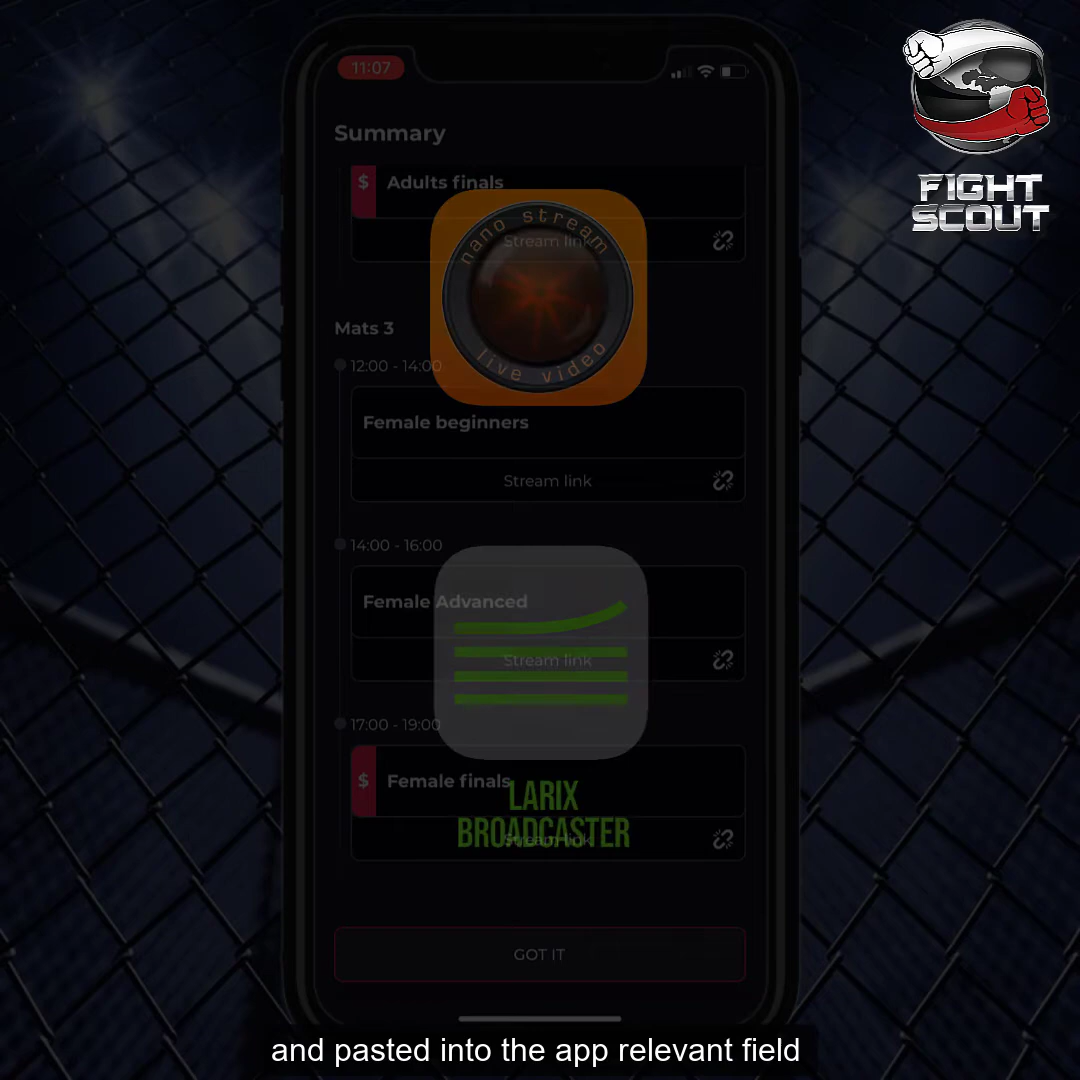 11:07
Summary
$ Adults finals
nano stream
Stream link
live video
Mats 3
12:00 - 14:00
Female beginners
Stream link
14:00 - 16:00
Female Advanced
Stream link
17:00 - 19:00
$ Female finals
LARIX
BROADCASTER
Stream link
GOT IT
FIGHT
SCOUT
and pasted into the app relevant field